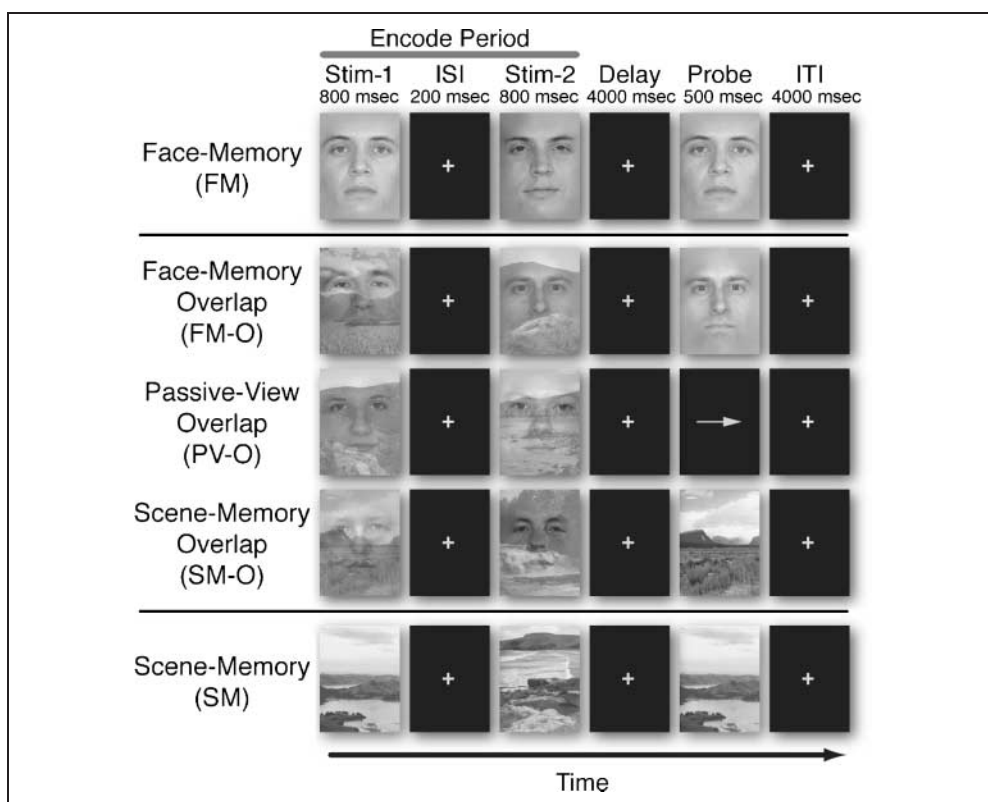 Encode Period
Stim-1 ISI Stim-2 Delay Probe ITI
800 msec 200 msec 800 msec 4000 msec 500 msec 4000 msec
Face-Memory
(FM)
Face-Memory
Overlap
(FM-O)
Passive-View
Overlap
(PV-O)
Scene-Memory
Overlap
(SM-O)
Scene-Memory
(SM)
Time